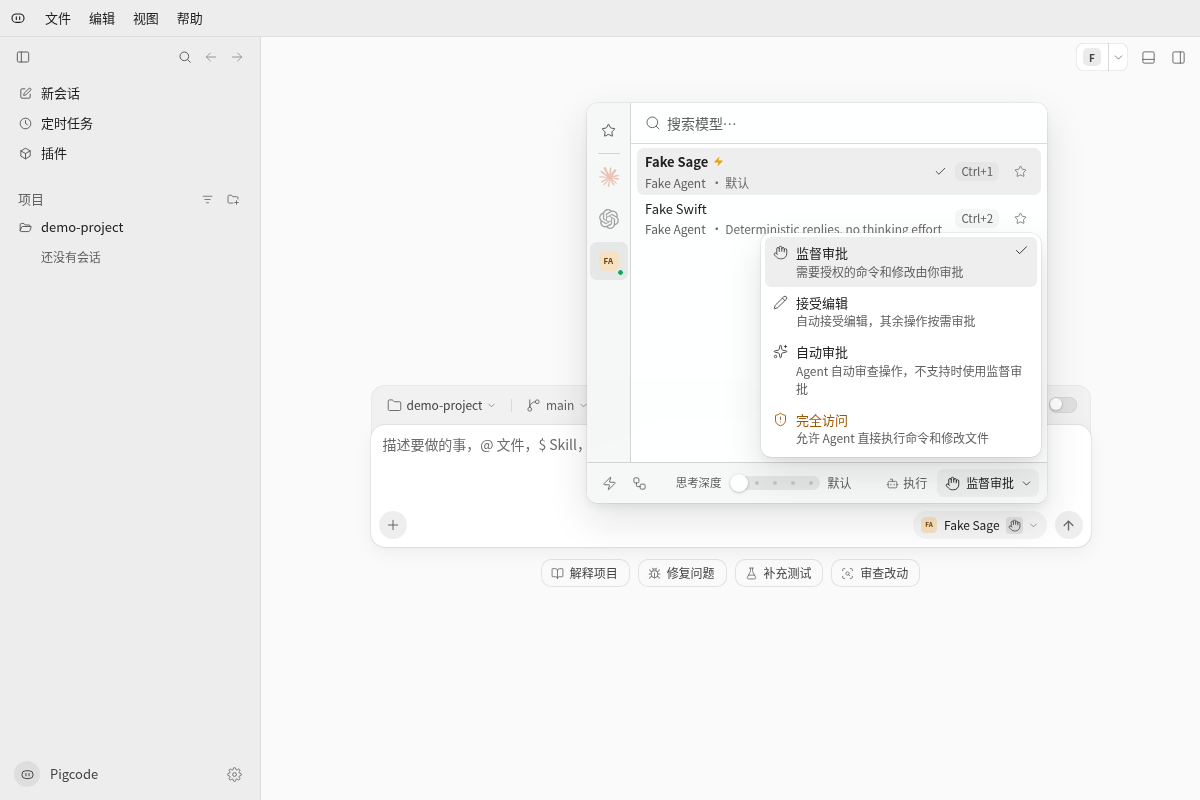 文件 编辑 视图 帮助
新会话
定时任务
插件
项目
demo-project
还没有会话
Pigcode
F
搜索模型…
Fake Sage
Fake Agent • 默认
Ctrl+1
Fake Swift
Fake Agent • Deterministic replies, no thinking effort
Ctrl+2
FA
监督审批
需要授权的命令和修改由你审批
接受编辑
自动接受编辑，其余操作按需审批
自动审批
Agent 自动审查操作，不支持时使用监督审
批
完全访问
允许 Agent 直接执行命令和修改文件
思考深度 默认 执行 监督审批
demo-project main
描述要做的事，@ 文件，$ Skill，
FA Fake Sage
解释项目 修复问题 补充测试 审查改动